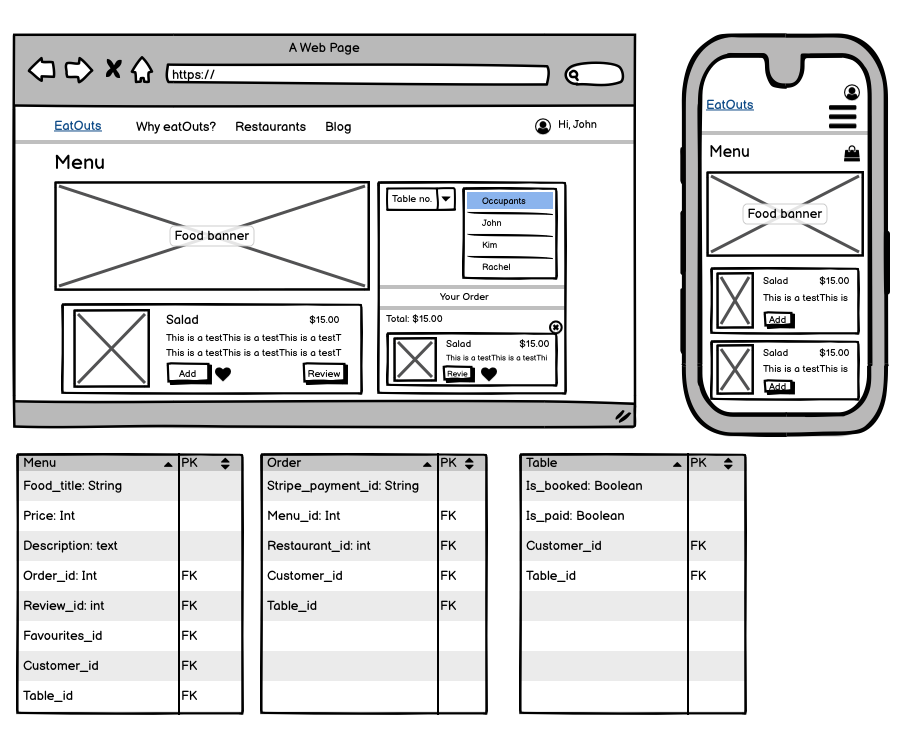 A Web Page
https://
EatOuts
Why eatOuts?
Restaurants
Blog
Hi, John
Menu
Food banner
Salad
$15.00
This is a testThis is a testThis is a testT
This is a testThis is a testThis is a testT
Add
Review
Table no.
Occupants
John
Kim
Rachel
Your Order
Total: $15.00
Salad
$15.00
This is a testThis is a testThi
Revie
EatOuts
Menu
Food banner
Salad
$15.00
This is a testThis is
Add
Salad
$15.00
This is a testThis is
Add
Menu PK
Food_title: String
Price: Int
Description: text
Order_id: Int FK
Review_id: int FK
Favourites_id FK
Customer_id FK
Table_id FK
Order PK
Stripe_payment_id: String
Menu_id: Int FK
Restaurant_id: int FK
Customer_id FK
Table_id FK
Table PK
Is_booked: Boolean
Is_paid: Boolean
Customer_id FK
Table_id FK